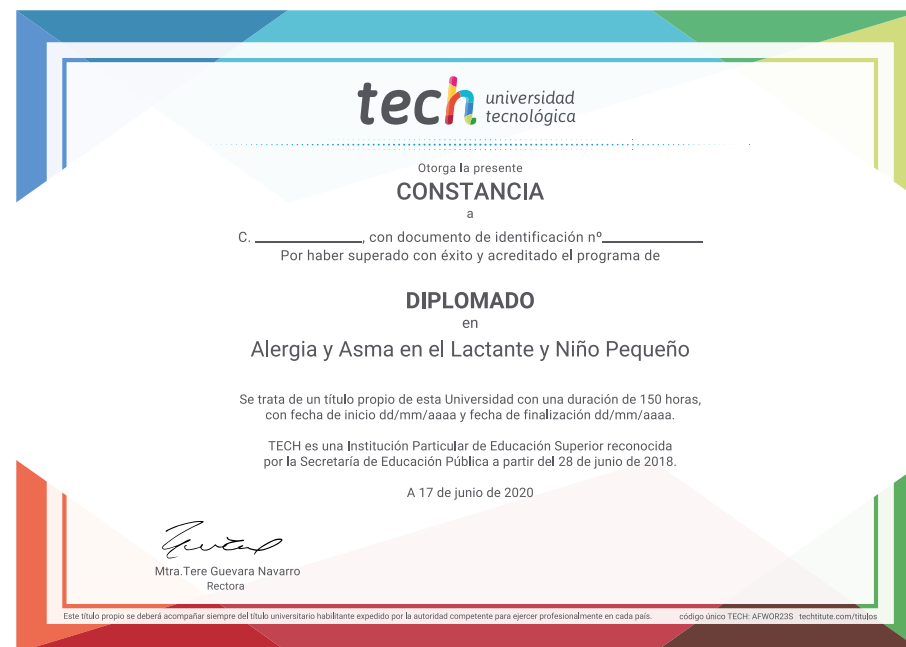 tech universidad
tecnológica
Otorga la presente
CONSTANCIA
a
C. ____________, con documento de identificación nº____________
Por haber superado con éxito y acreditado el programa de
DIPLOMADO
en
Alergia y Asma en el Lactante y Niño Pequeño
Se trata de un título propio de esta Universidad con una duración de 150 horas,
con fecha de inicio dd/mm/aaaa y fecha de finalización dd/mm/aaaa.
TECH es una Institución Particular de Educación Superior reconocida
por la Secretaría de Educación Pública a partir del 28 de junio de 2018.
A 17 de junio de 2020
Mtra.Tere Guevara Navarro
Rectora
Este título propio se deberá acompañar siempre del título universitario habilitante expedido por la autoridad competente para ejercer profesionalmente en cada país. código único TECH: AFWOR23S techtitute.com/titulos